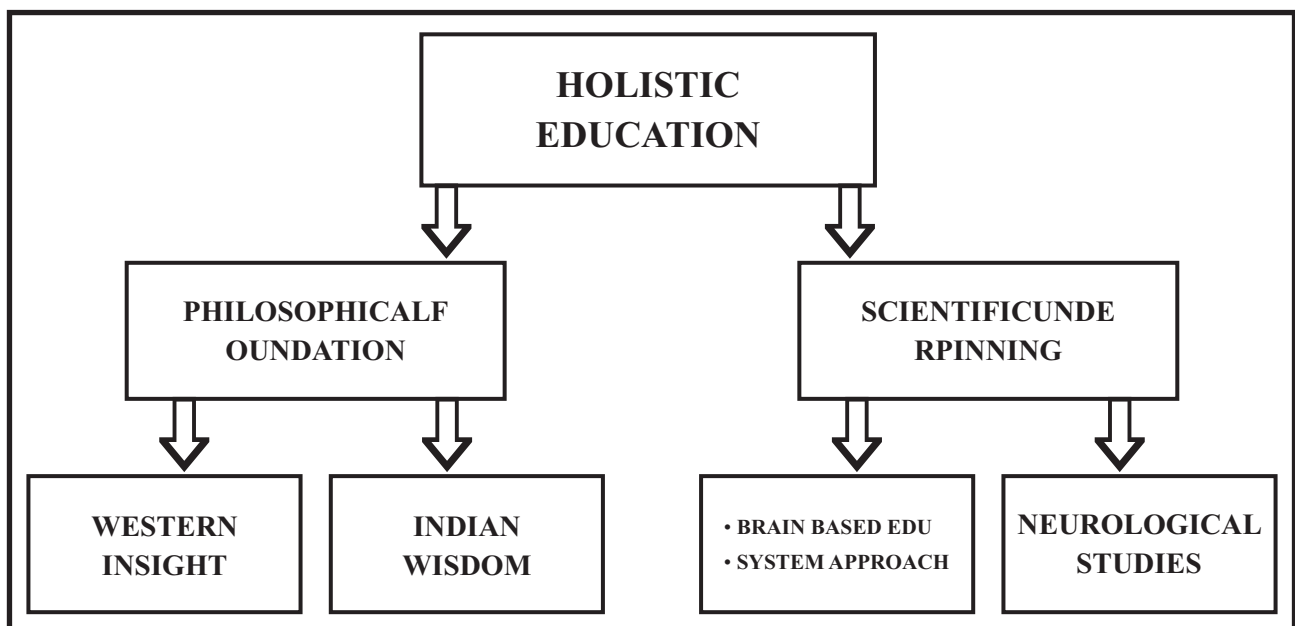 HOLISTIC
EDUCATION
PHILOSOPHICALF
OUNDATION
SCIENTIFICUNDE
RPINNING
WESTERN
INSIGHT
INDIAN
WISDOM
• BRAIN BASED EDU
• SYSTEM APPROACH
NEUROLOGICAL
STUDIES